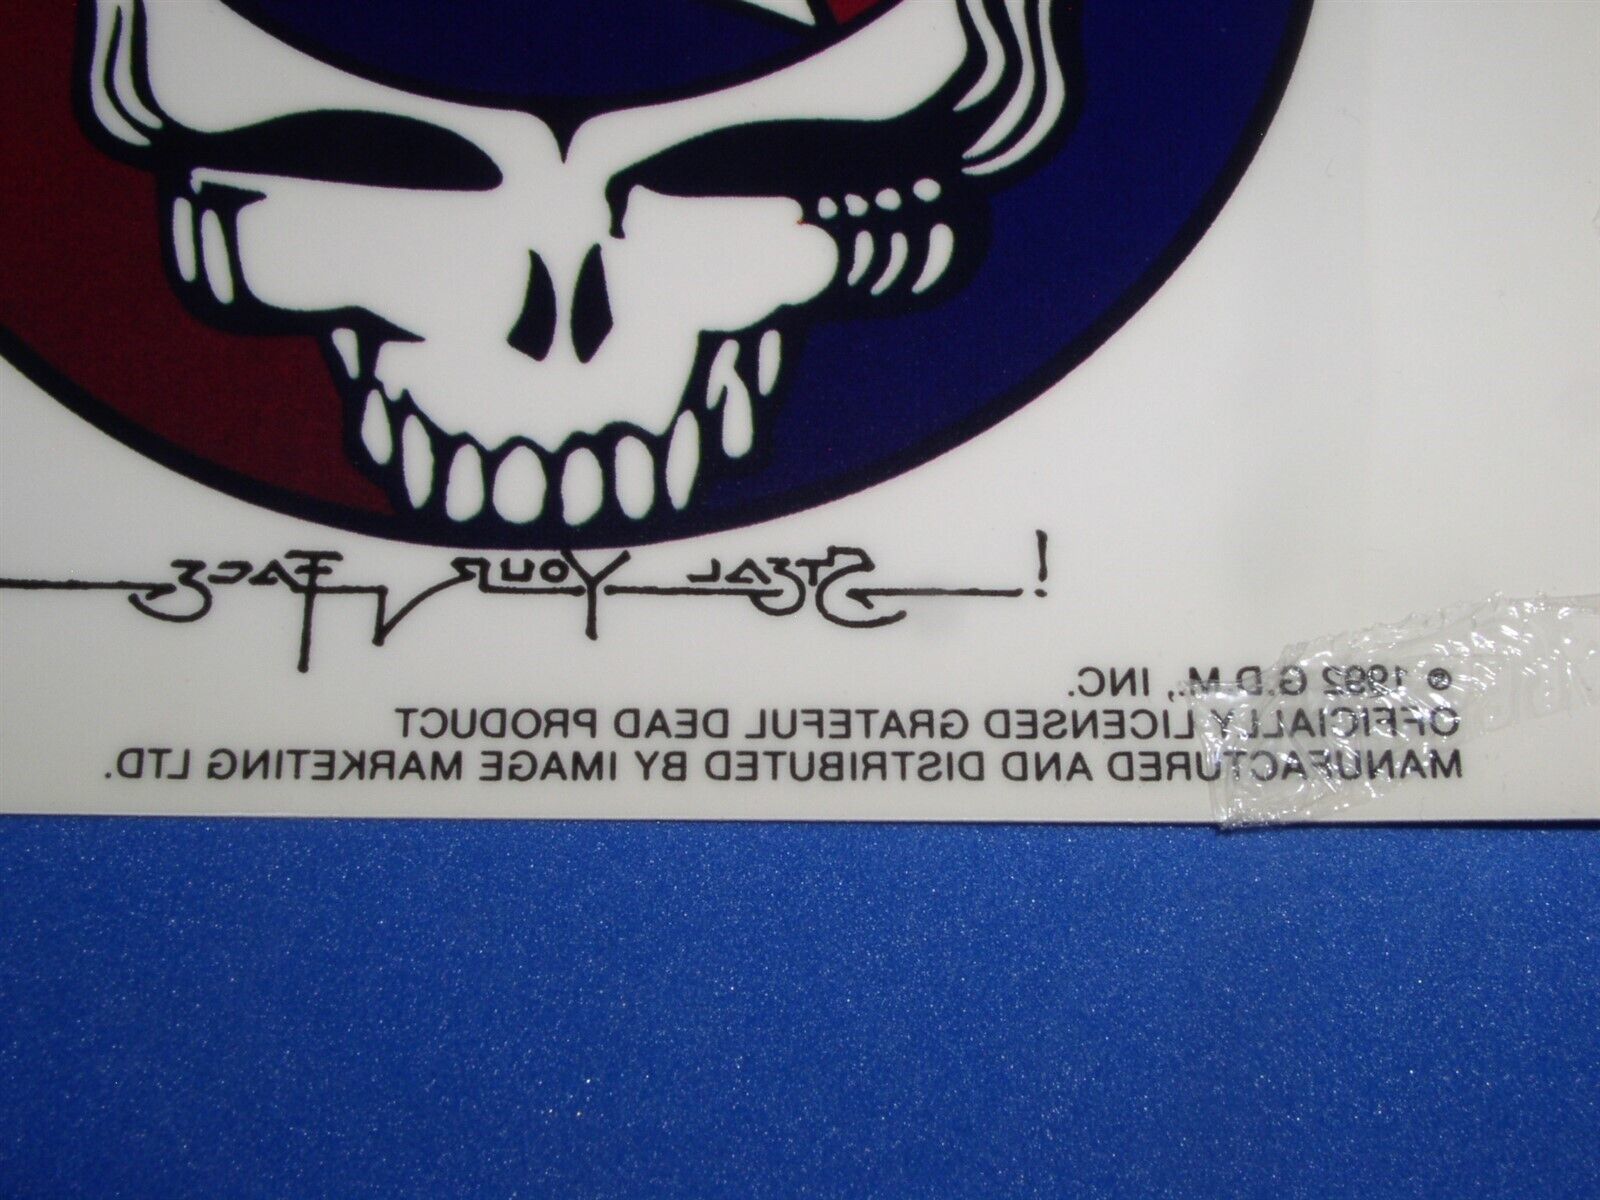 ! Steal Your Face
® 1992 G.D.M., INC.
OFFICIALLY LICENSED GRATEFUL DEAD PRODUCT
MANUFACTURED AND DISTRIBUTED BY IMAGE MARKETING LTD.